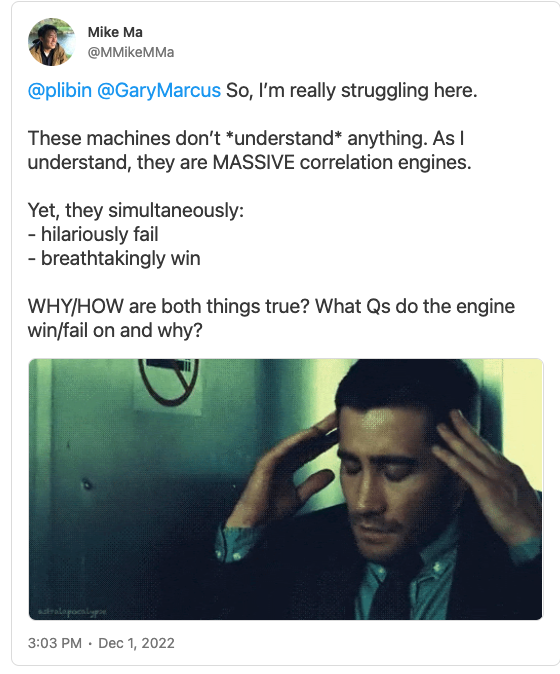 Mike Ma
@MMikeMMa
@plibin @GaryMarcus So, I’m really struggling here.
These machines don’t *understand* anything. As I
understand, they are MASSIVE correlation engines.
Yet, they simultaneously:
- hilariously fail
- breathtakingly win
WHY/HOW are both things true? What Qs do the engine
win/fail on and why?
3:03 PM · Dec 1, 2022